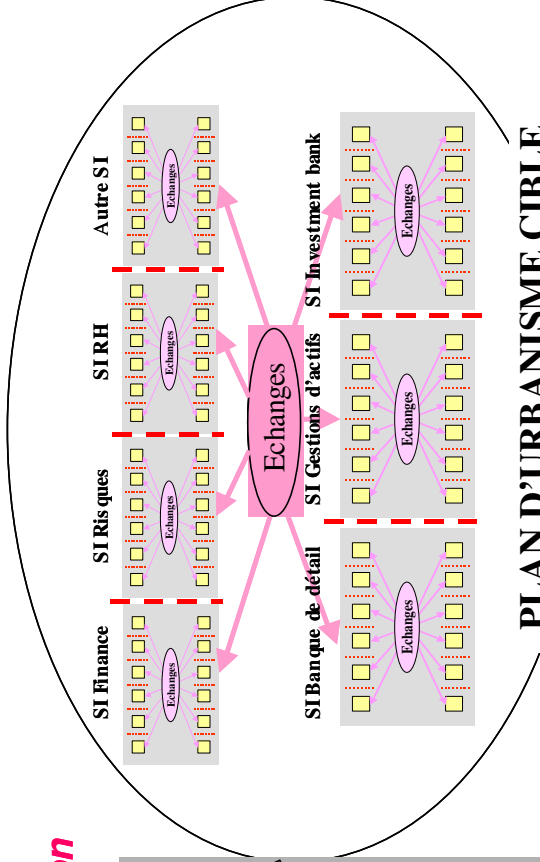 on
SI Finance
SI Risques
SI RH
Autre SI
Echanges
Echanges
Echanges
Echanges
Echanges
SI Banque de détail
SI Gestions d'actifs
SI Investment bank
Echanges
Echanges
Echanges
PLAN D'URBANISME CIBLE